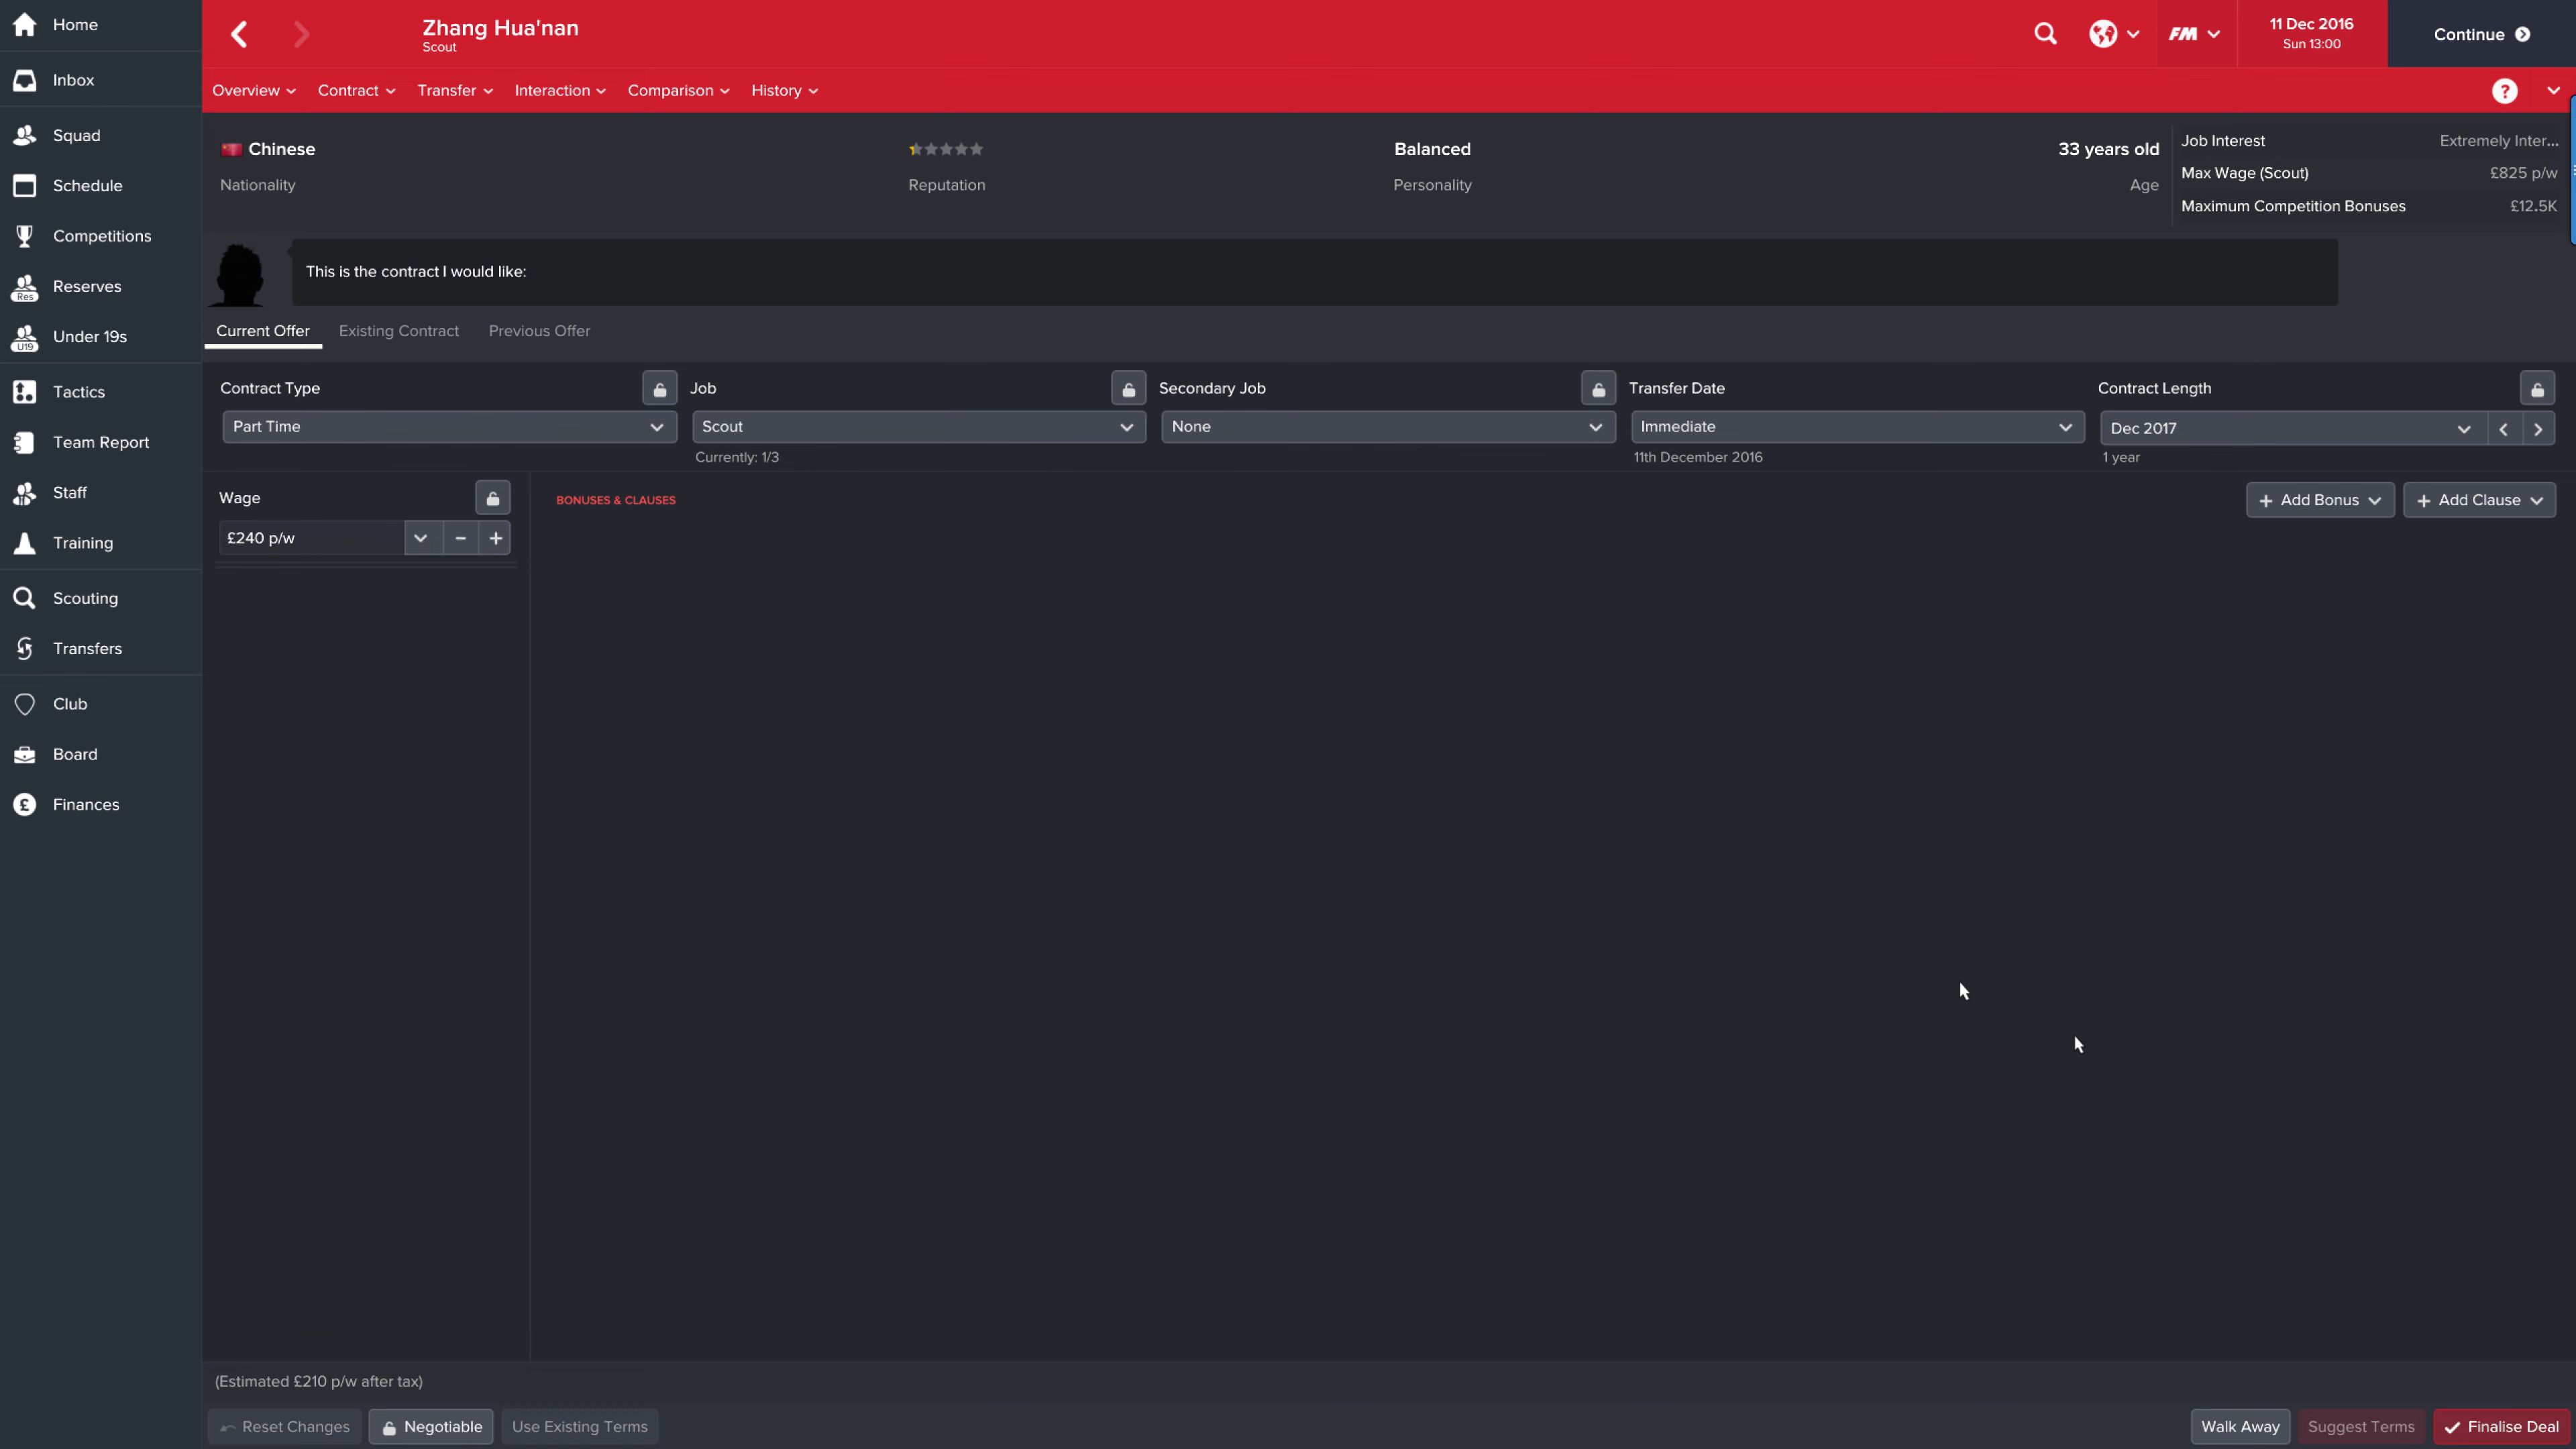 Home
Inbox
Squad
Schedule
Competitions
Res
Reserves
U19
Under 19s
Tactics
Team Report
Staff
Training
Scouting
Transfers
Club
Board
£
Finances
Zhang Hua'nan
Scout
FM
11 Dec 2016
Sun 13:00
Continue
Overview
Contract
Transfer
Interaction
Comparison
History
?
Chinese
Nationality
Reputation
Balanced
Personality
33 years old
Age
Job Interest Extremely Inter...
Max Wage (Scout) £825 p/w
Maximum Competition Bonuses £12.5K
This is the contract I would like:
Current Offer
Existing Contract
Previous Offer
Contract Type
Part Time
Job
Scout
Currently: 1/3
Secondary Job
None
Transfer Date
Immediate
11th December 2016
Contract Length
Dec 2017
1 year
Wage
£240 p/w
BONUSES & CLAUSES
+ Add Bonus
+ Add Clause
(Estimated £210 p/w after tax)
Reset Changes
Negotiable
Use Existing Terms
Walk Away
Suggest Terms
Finalise Deal